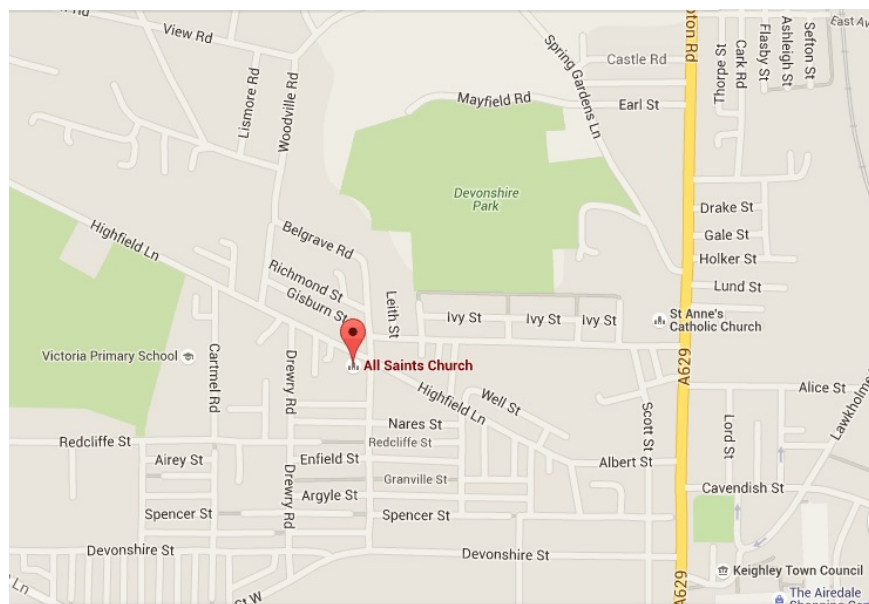 View Rd
Lismore Rd
Woodville Rd
Spring Gardens Ln
Castle Rd
Mayfield Rd
Earl St
Thorpe St
Cark Rd
Flasby St
Ashleigh St
Sefton St
Devonshire
Park
Drake St
Gale St
Holker St
Lund St
Highfield Ln
Belgrave Rd
Richmond St
Gisburn St
Leith St
Ivy St
Ivy St
Ivy St
St Anne's
Catholic Church
Victoria Primary School
Cartmel Rd
Drewry Rd
All Saints Church
A629
Highfield Ln
Well St
Scott St
Alice St
Lord St
Redcliffe St
Nares St
Redcliffe St
Airey St
Enfield St
Granville St
Albert St
Drewry Rd
Argyle St
Cavendish St
Spencer St
Spencer St
Devonshire St
Devonshire St
Keighley Town Council
A629
The Airedale
St W